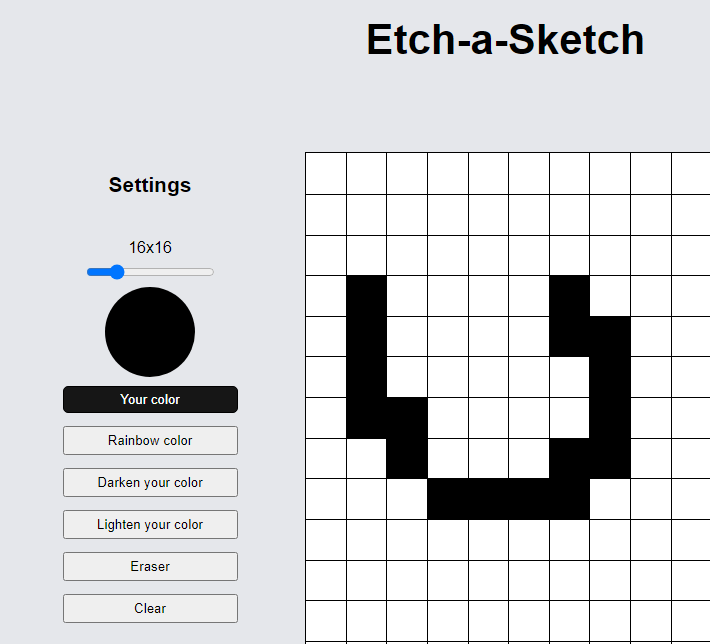 Etch-a-Sketch
Settings
16x16
Your color
Rainbow color
Darken your color
Lighten your color
Eraser
Clear